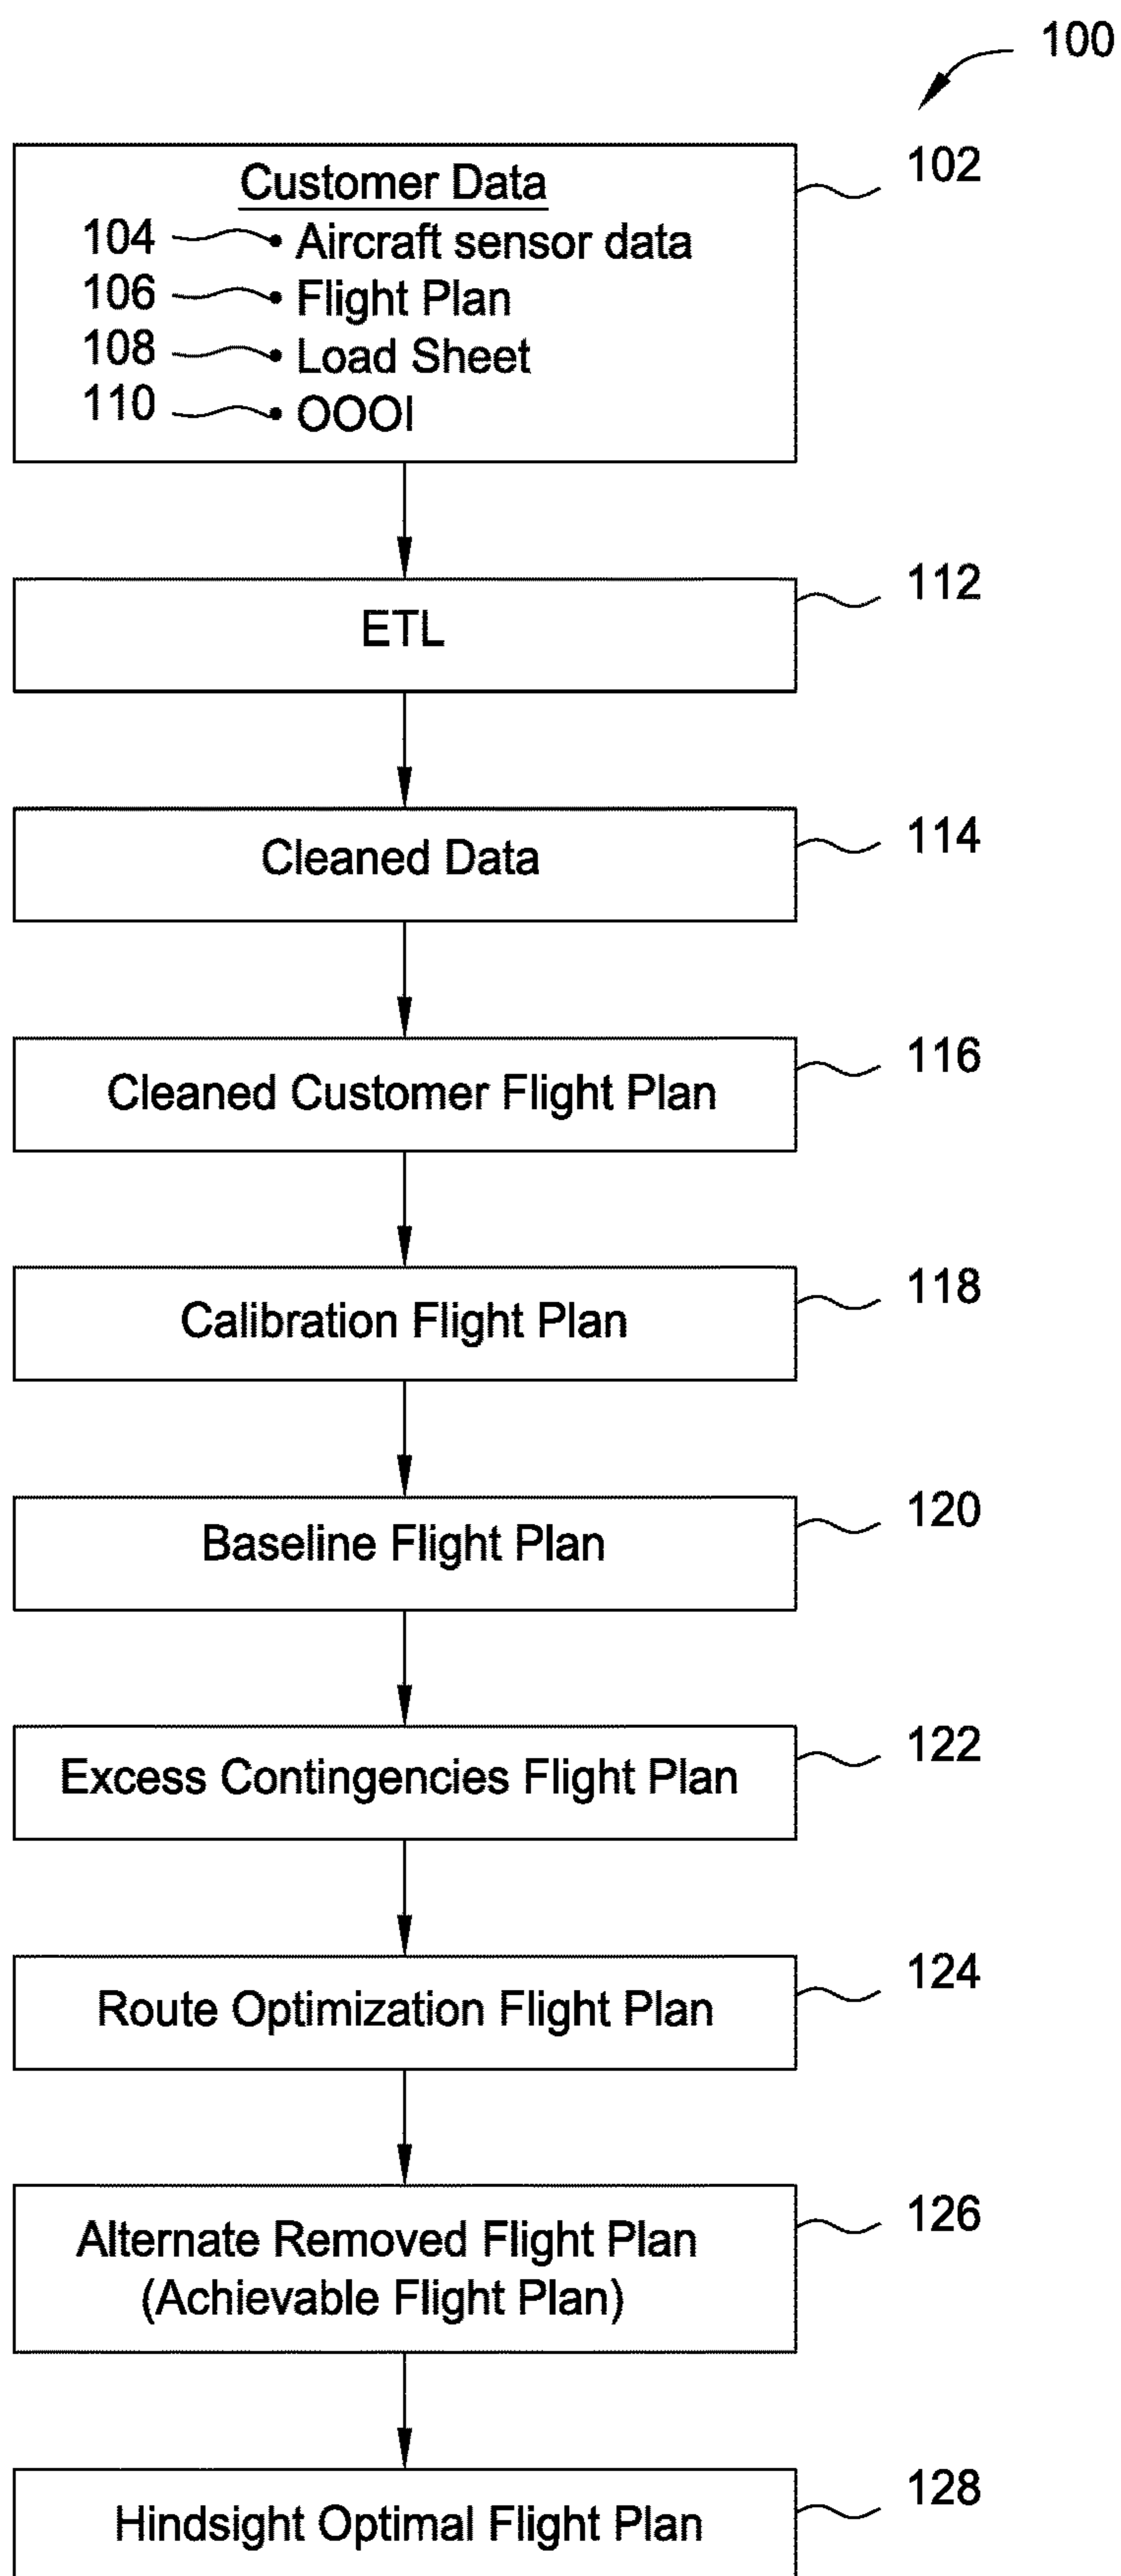 100
102
Customer Data
104 • Aircraft sensor data
106 • Flight Plan
108 • Load Sheet
110 • OOOI
112
ETL
114
Cleaned Data
116
Cleaned Customer Flight Plan
118
Calibration Flight Plan
120
Baseline Flight Plan
122
Excess Contingencies Flight Plan
124
Route Optimization Flight Plan
126
Alternate Removed Flight Plan
(Achievable Flight Plan)
128
Hindsight Optimal Flight Plan